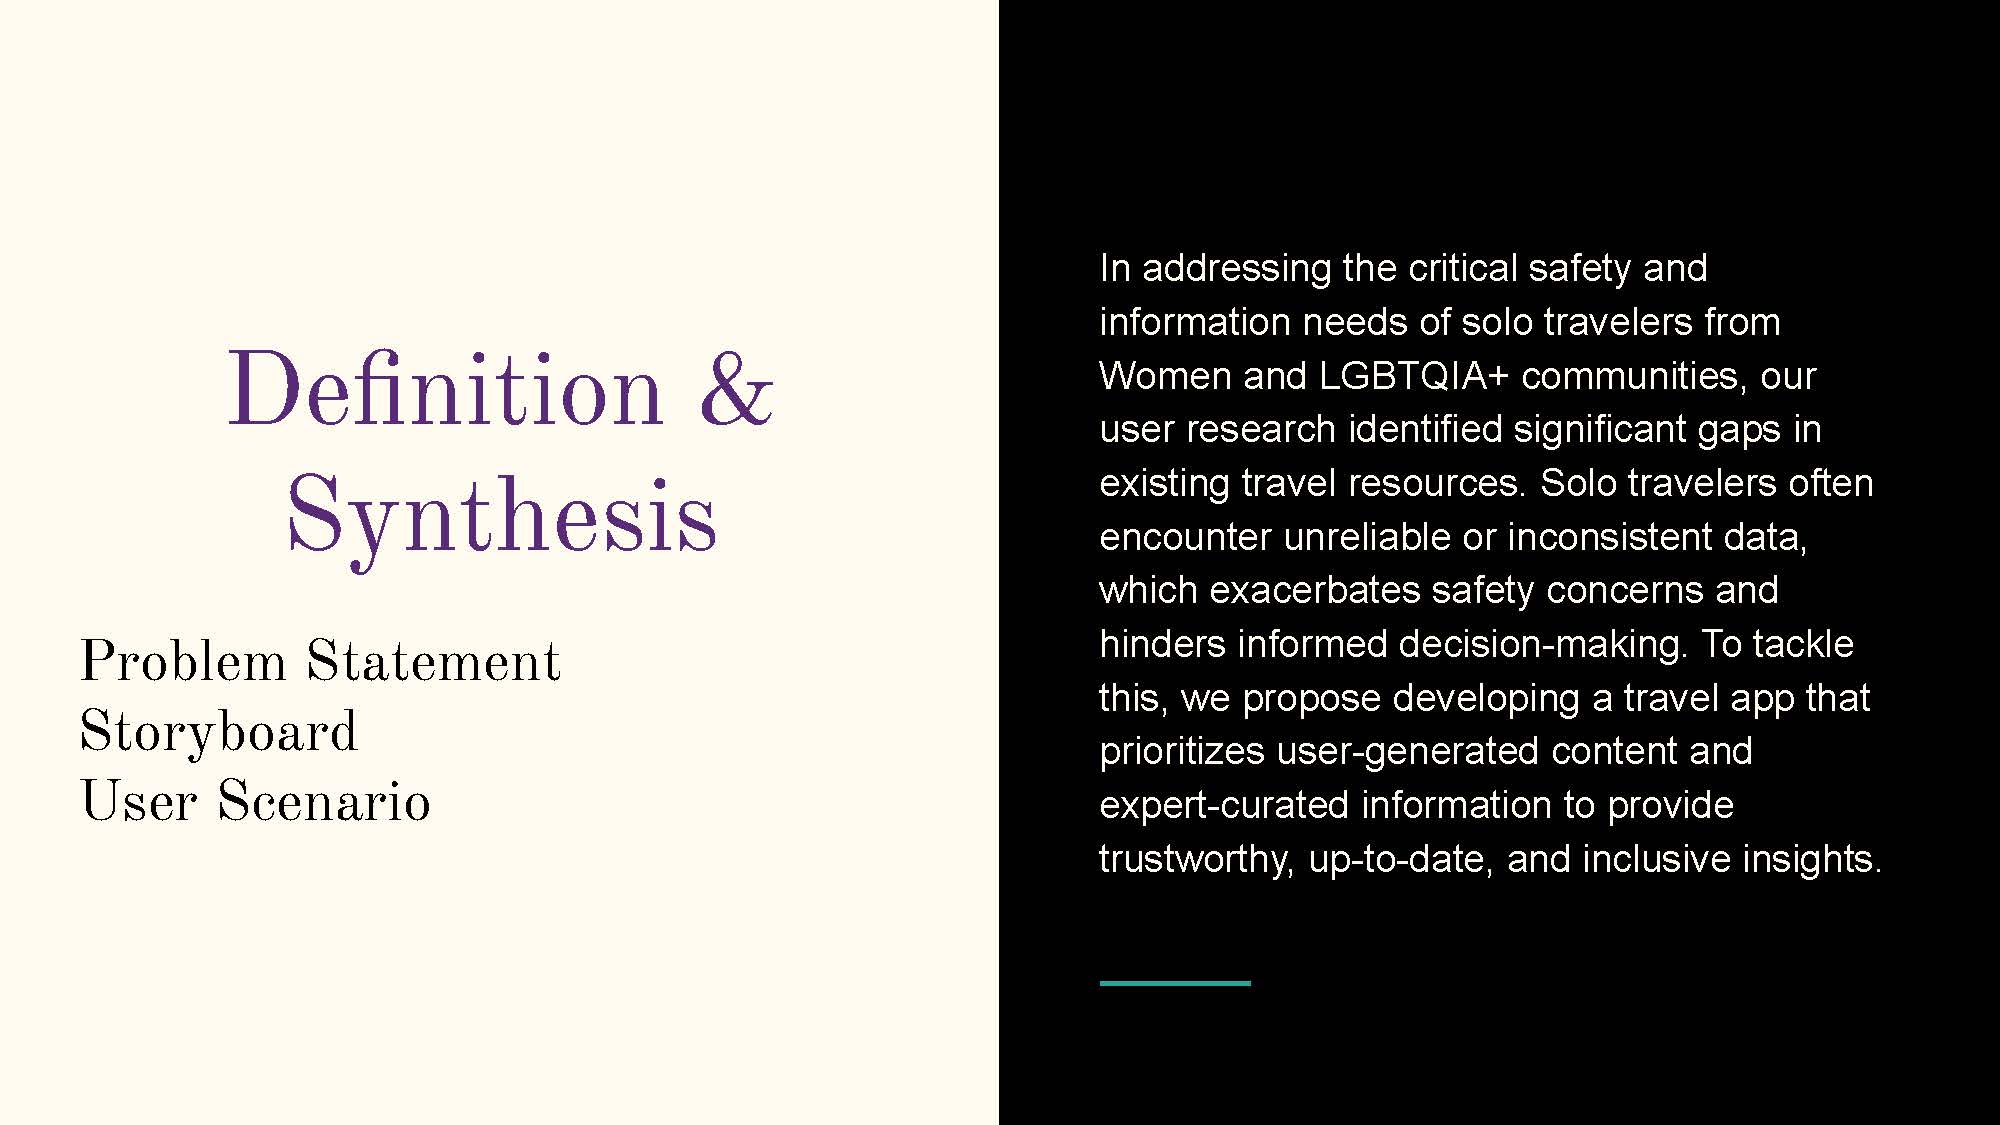 Definition &
Synthesis
Problem Statement
Storyboard
User Scenario
In addressing the critical safety and
information needs of solo travelers from
Women and LGBTQIA+ communities, our
user research identified significant gaps in
existing travel resources. Solo travelers often
encounter unreliable or inconsistent data,
which exacerbates safety concerns and
hinders informed decision-making. To tackle
this, we propose developing a travel app that
prioritizes user-generated content and
expert-curated information to provide
trustworthy, up-to-date, and inclusive insights.